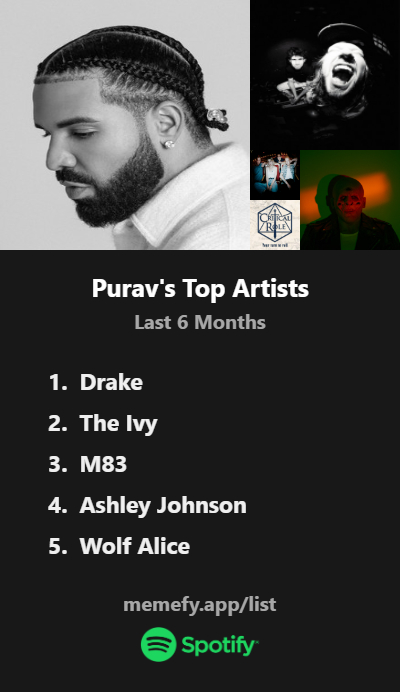 CRITICAL
ROLE
Purav's Top Artists
Last 6 Months
1. Drake
2. The Ivy
3. M83
4. Ashley Johnson
5. Wolf Alice
memefy.app/list
Spotify